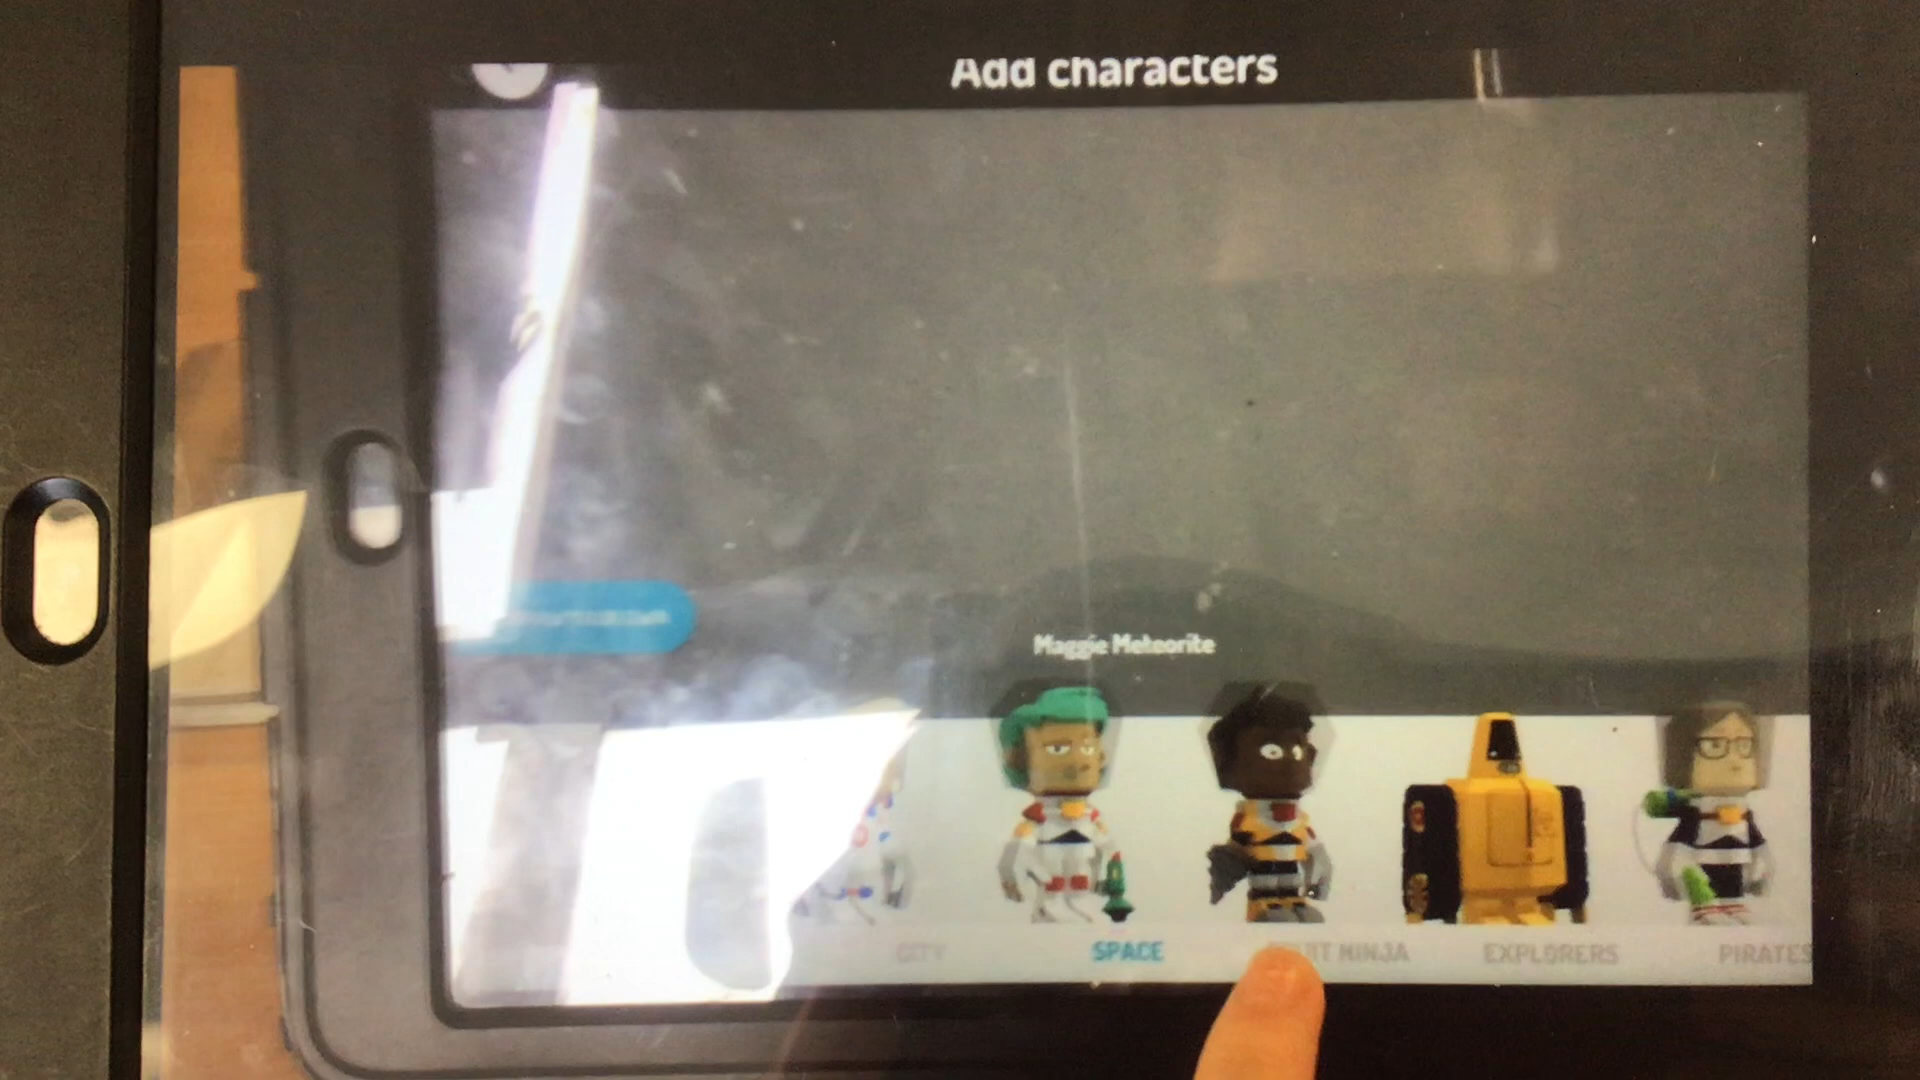 Add characters
Maggie Meteorite
CITY
SPACE
NINJA
EXPLORERS
PIRATES